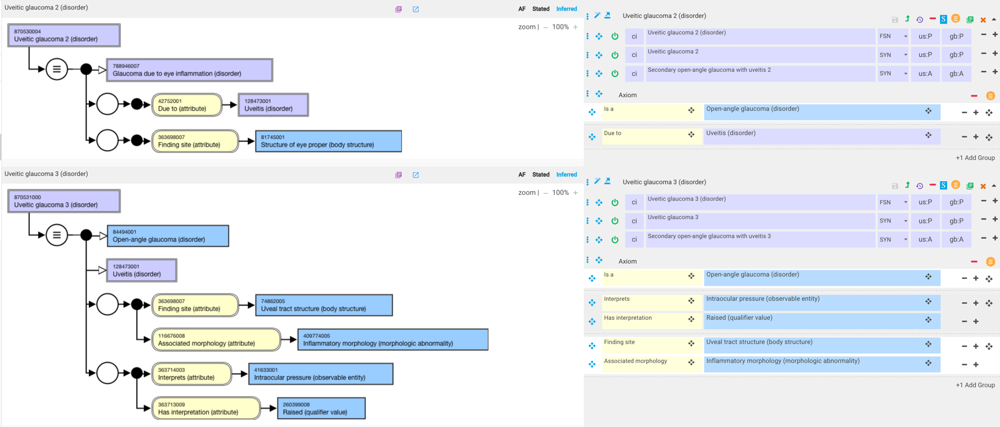 Uveitic glaucoma 2 (disorder)
AF Stated Inferred
zoom | − 100% +
870530004
Uveitic glaucoma 2 (disorder)
788946007
Glaucoma due to eye inflammation (disorder)
42752001
Due to (attribute)
128473001
Uveitis (disorder)
363698007
Finding site (attribute)
81745001
Structure of eye proper (body structure)
Uveitic glaucoma 2 (disorder)
S
ci Uveitic glaucoma 2 (disorder) FSN us:P gb:P
ci Uveitic glaucoma 2 SYN us:P gb:P
ci Secondary open-angle glaucoma with uveitis 2 SYN us:A gb:A
Axiom
Is a Open-angle glaucoma (disorder)
Due to Uveitis (disorder)
+1 Add Group
Uveitic glaucoma 3 (disorder)
AF Stated Inferred
zoom | − 100% +
870531000
Uveitic glaucoma 3 (disorder)
84494001
Open-angle glaucoma (disorder)
128473001
Uveitis (disorder)
363698007
Finding site (attribute)
74862005
Uveal tract structure (body structure)
116676008
Associated morphology (attribute)
409774005
Inflammatory morphology (morphologic abnormality)
363714003
Interprets (attribute)
41633001
Intraocular pressure (observable entity)
363713009
Has interpretation (attribute)
260399008
Raised (qualifier value)
Uveitic glaucoma 3 (disorder)
S
ci Uveitic glaucoma 3 (disorder) FSN us:P gb:P
ci Uveitic glaucoma 3 SYN us:P gb:P
ci Secondary open-angle glaucoma with uveitis 3 SYN us:A gb:A
Axiom
Is a Open-angle glaucoma (disorder)
Interprets Intraocular pressure (observable entity)
Has interpretation Raised (qualifier value)
Finding site Uveal tract structure (body structure)
Associated morphology Inflammatory morphology (morphologic abnormality)
+1 Add Group